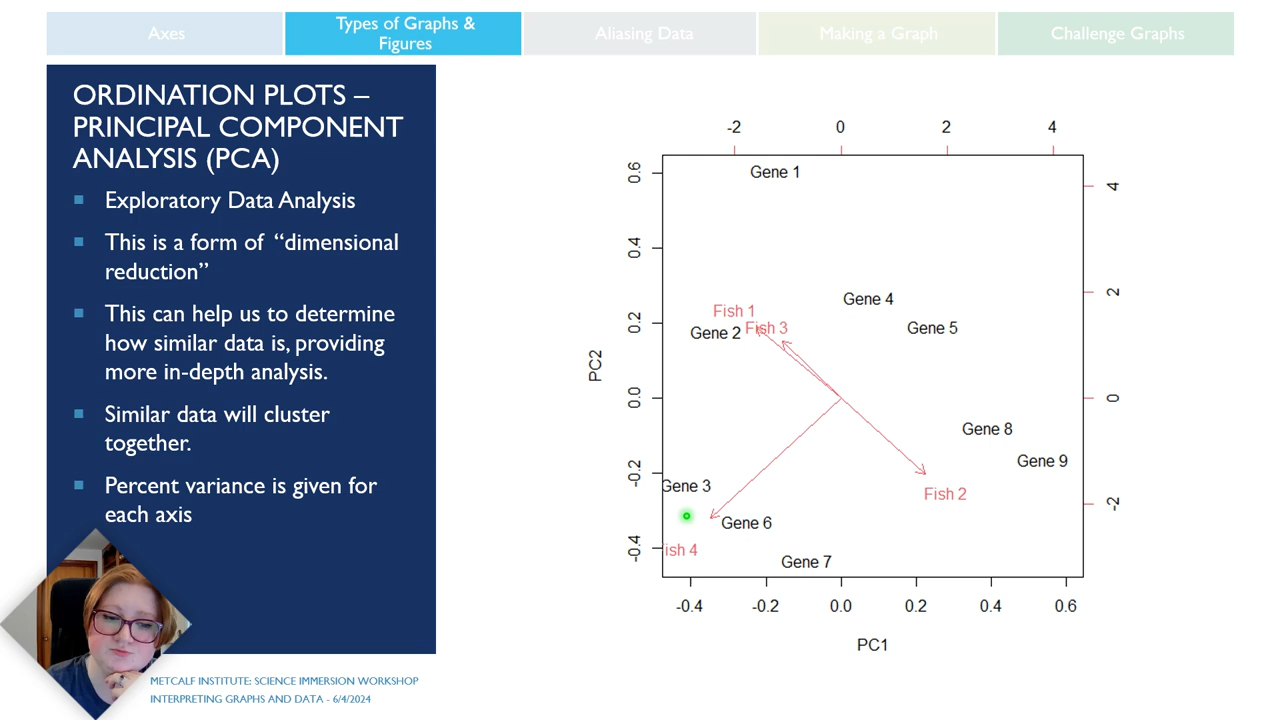 Axes
Types of Graphs &
Figures
Aliasing Data
Making a Graph
Challenge Graphs
ORDINATION PLOTS –
PRINCIPAL COMPONENT
ANALYSIS (PCA)
Exploratory Data Analysis
This is a form of “dimensional
reduction”
This can help us to determine
how similar data is, providing
more in-depth analysis.
Similar data will cluster
together.
Percent variance is given for
each axis
METCALF INSTITUTE: SCIENCE IMMERSION WORKSHOP
INTERPRETING GRAPHS AND DATA - 6/4/2024
-2 0 2 4
Gene 1
Gene 4
Fish 1
Gene 5
Fish 3
Gene 2
Gene 8
Gene 9
Gene 3
Fish 2
Gene 6
ish 4
Gene 7
0.6
0.4
0.2
0.0
-0.2
-0.4
PC2
4
2
0
-2
-0.4 -0.2 0.0 0.2 0.4 0.6
PC1